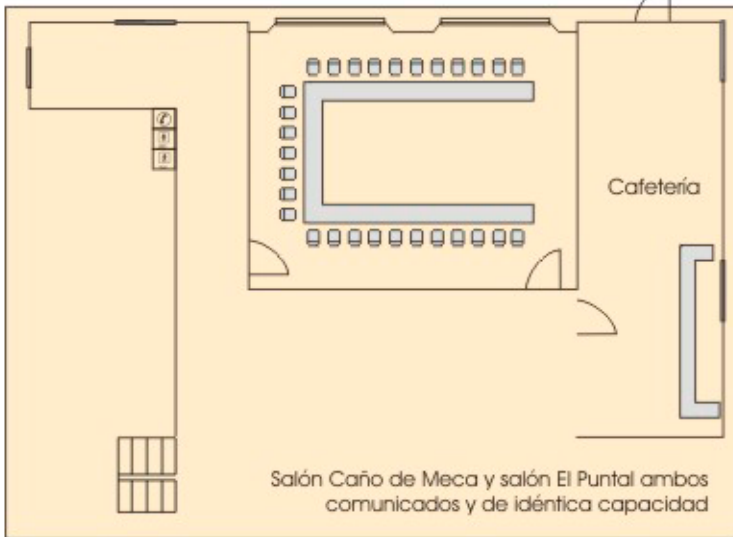 Cafetería
Salón Caño de Meca y salón El Puntal ambos
comunicados y de idéntica capacidad